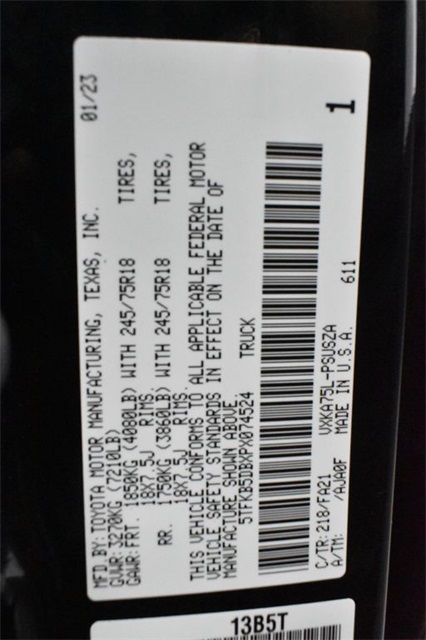 MFD.BY:TOYOTA MOTOR MANUFACTURING, TEXAS, INC. 01/23
GVWR: 3270KG (7210LB)
GAWR: FRT. 1850KG (4080LB) WITH 245/75R18 TIRES,
18X7.5J RIMS.
RR. 1750KG (3860LB) WITH 245/75R18 TIRES,
18X7.5J RIMS.
THIS VEHICLE CONFORMS TO ALL APPLICABLE FEDERAL MOTOR
VEHICLE SAFETY STANDARDS IN EFFECT ON THE DATE OF
MANUFACTURE SHOWN ABOVE.
5TFKB5DBXPX074524 TRUCK
C/TR: 218/FA21 VXKA75L-PSUSZA
A/TM: /AJA0F MADE IN U.S.A. 611
1
13B5T